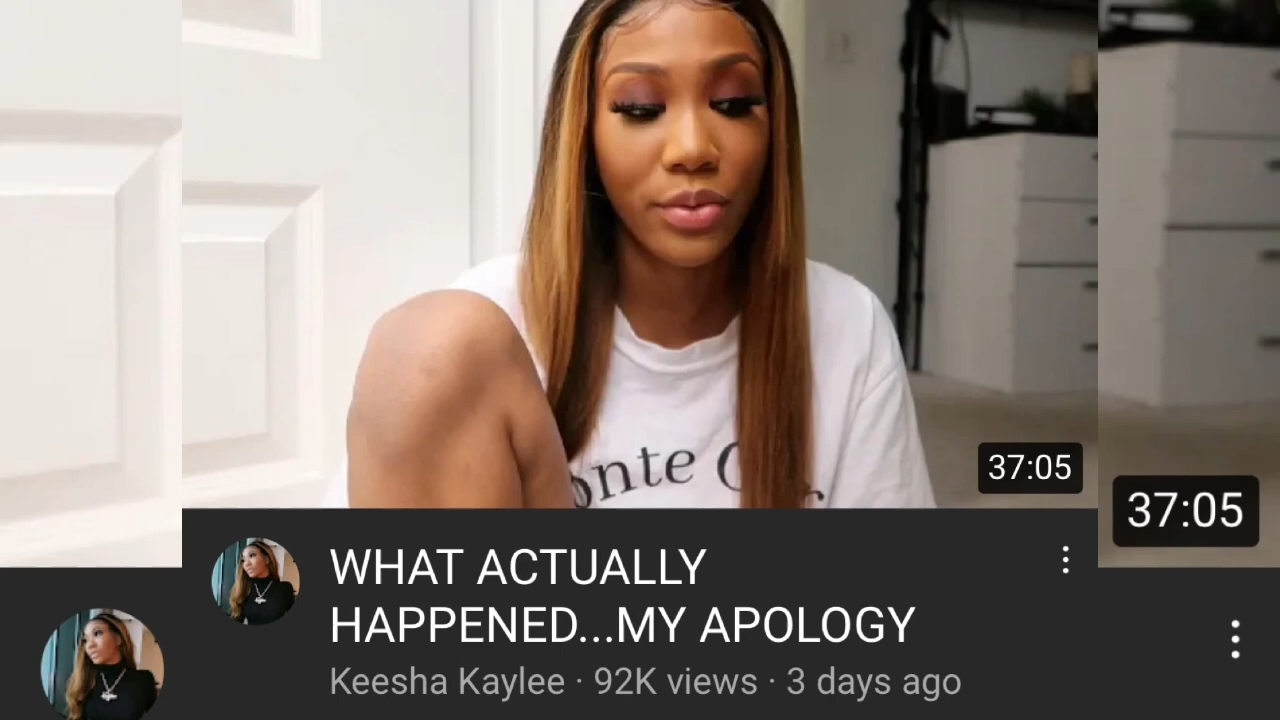 onte C
37:05
37:05
WHAT ACTUALLY
HAPPENED...MY APOLOGY
Keesha Kaylee · 92K views · 3 days ago